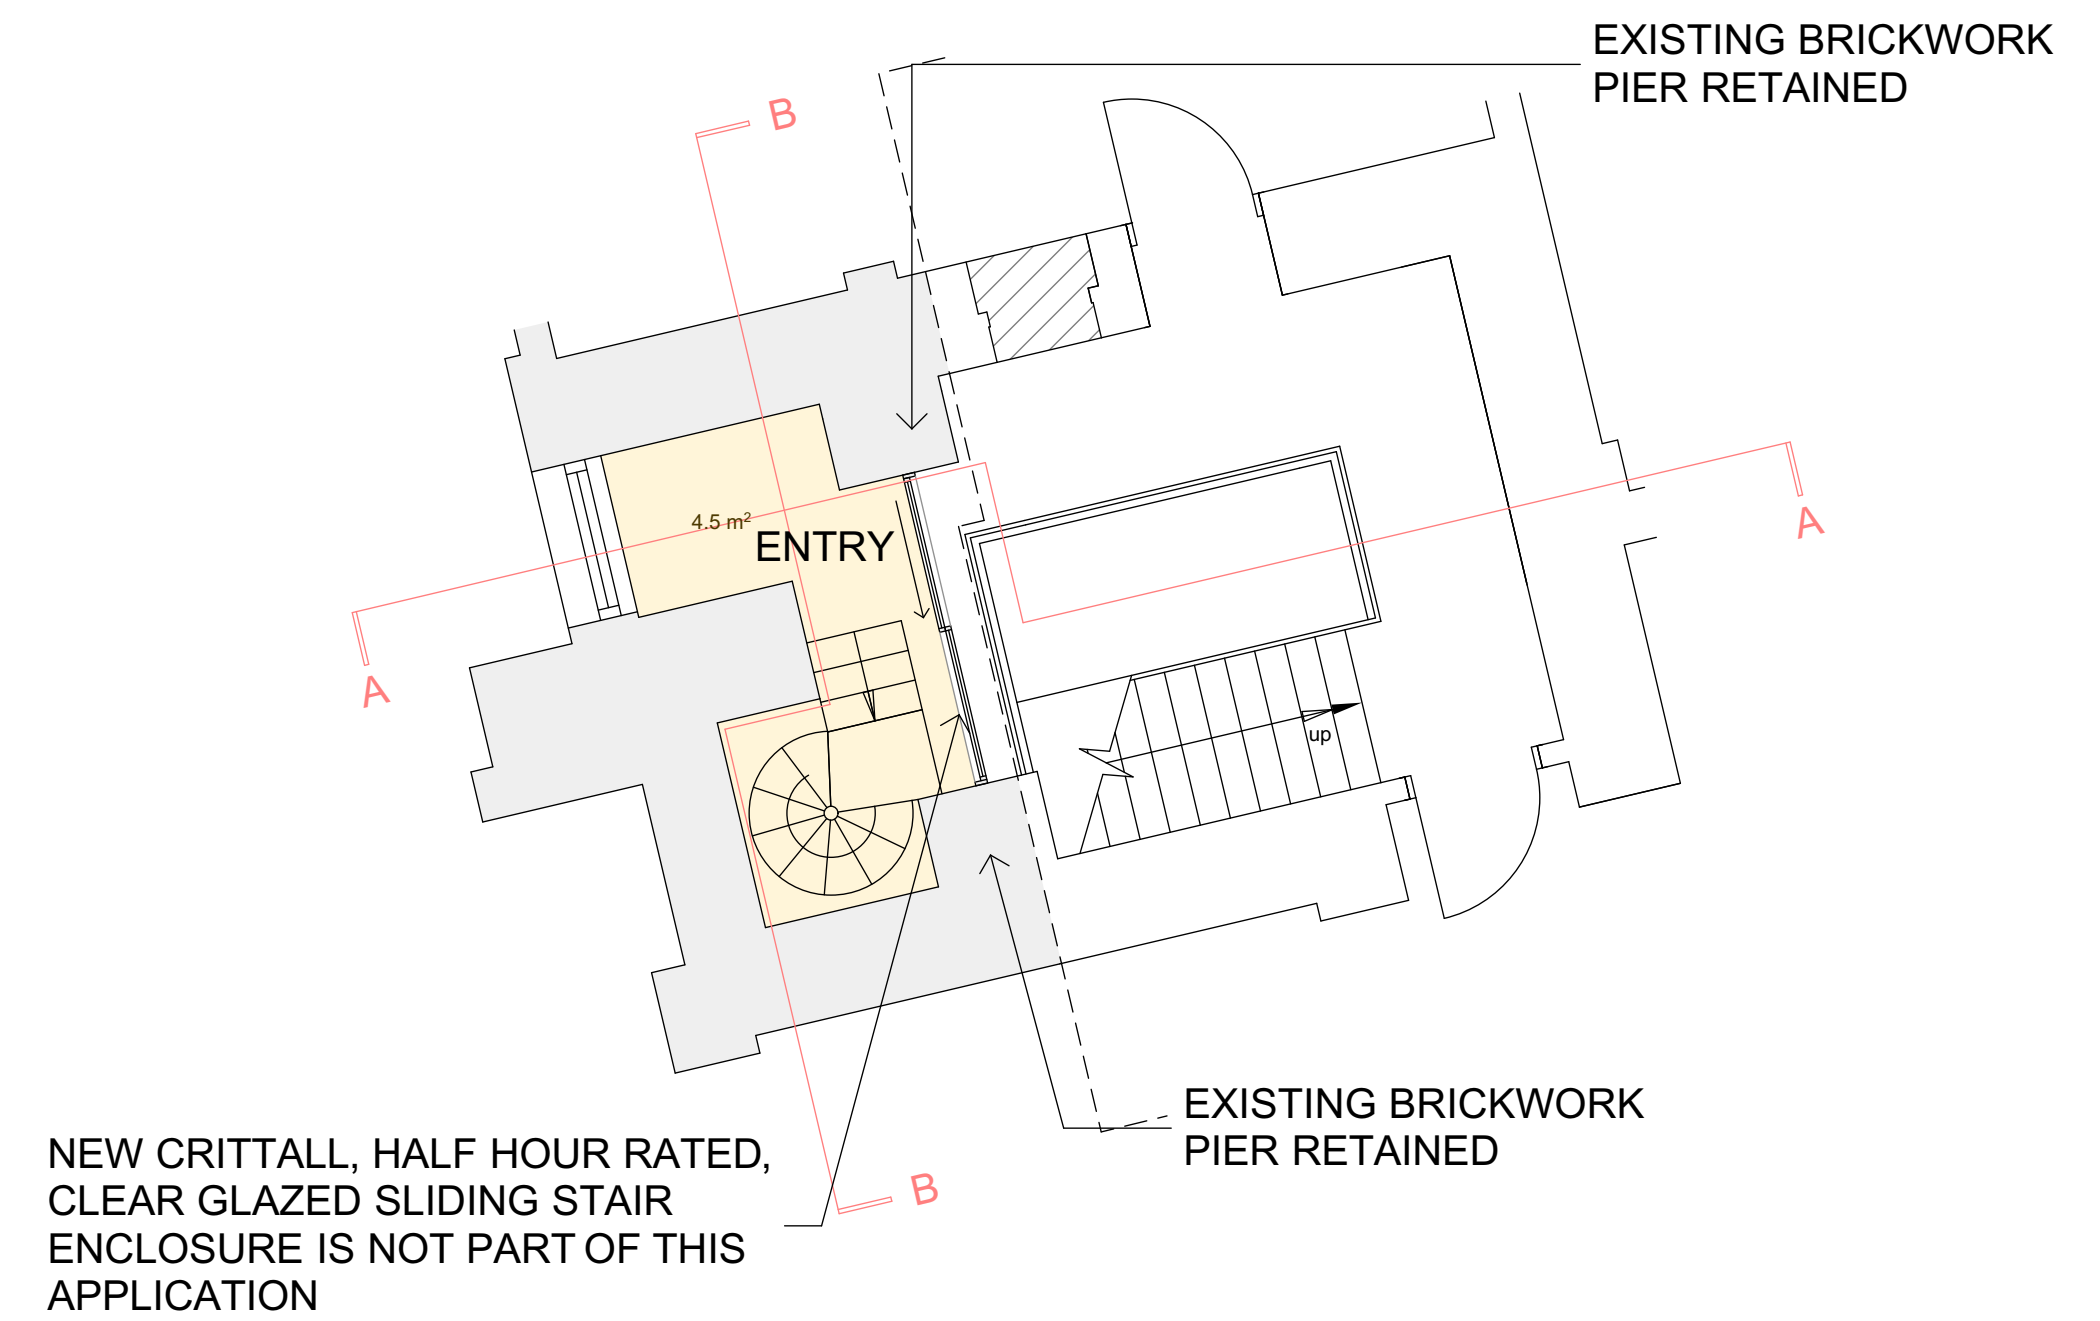 EXISTING BRICKWORK
PIER RETAINED
B
A
4.5 m²
ENTRY
A
up
EXISTING BRICKWORK
PIER RETAINED
NEW CRITTALL, HALF HOUR RATED,
CLEAR GLAZED SLIDING STAIR
ENCLOSURE IS NOT PART OF THIS
APPLICATION
B